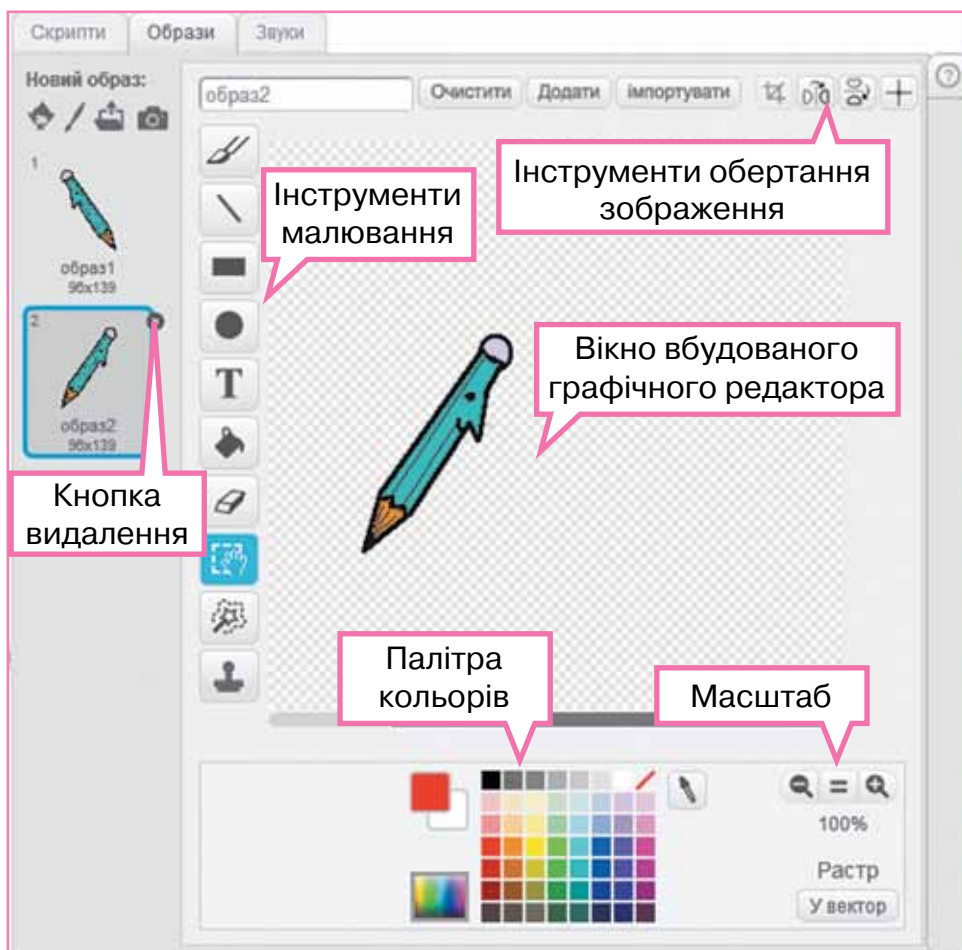 Скрипти
Образи
Звуки
Новий образ:
образ2
Очистити
Додати
імпортувати
1
образ1
96x139
2
образ2
96x139
Інструменти
малювання
Інструменти обертання
зображення
T
Вікно вбудованого
графічного редактора
Кнопка
видалення
Палітра
кольорів
Масштаб
100%
Растр
У вектор